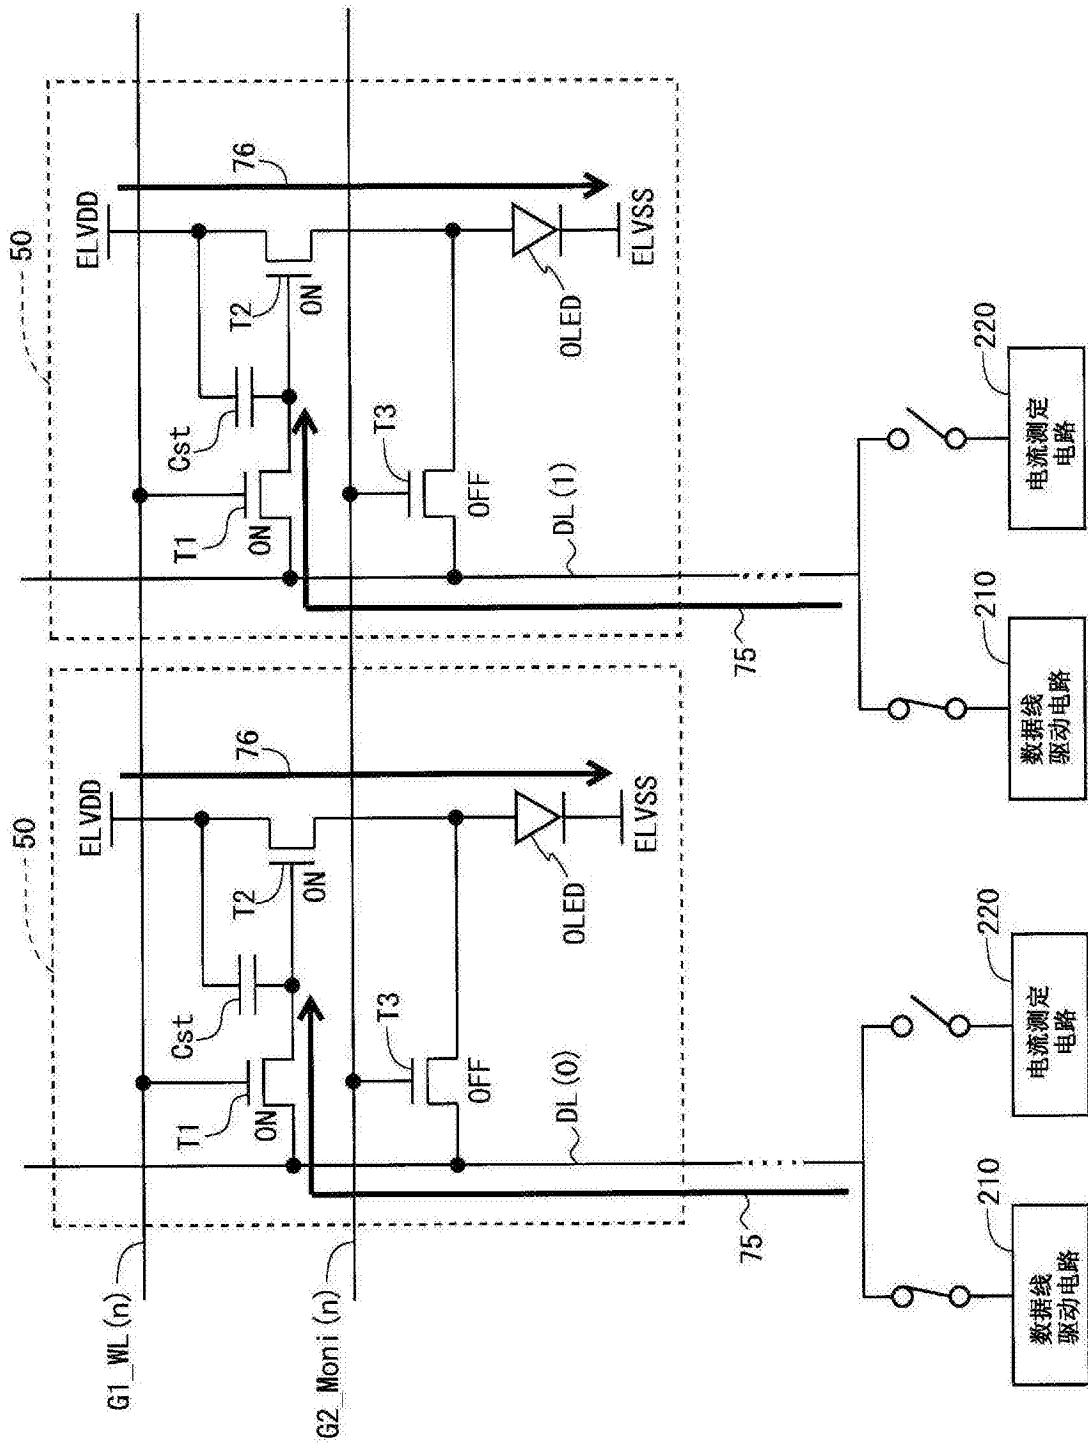 50
50
ELVDD
76
ELVDD
76
G1_WL(n)
T1
ON
Cst
T2
ON
T1
ON
Cst
T2
ON
G2_Moni(n)
T3
OFF
T3
OFF
OLED
ELVSS
OLED
ELVSS
DL(0)
DL(1)
75
75
210
数据线
驱动电路
220
电流测定
电路
210
数据线
驱动电路
220
电流测定
电路